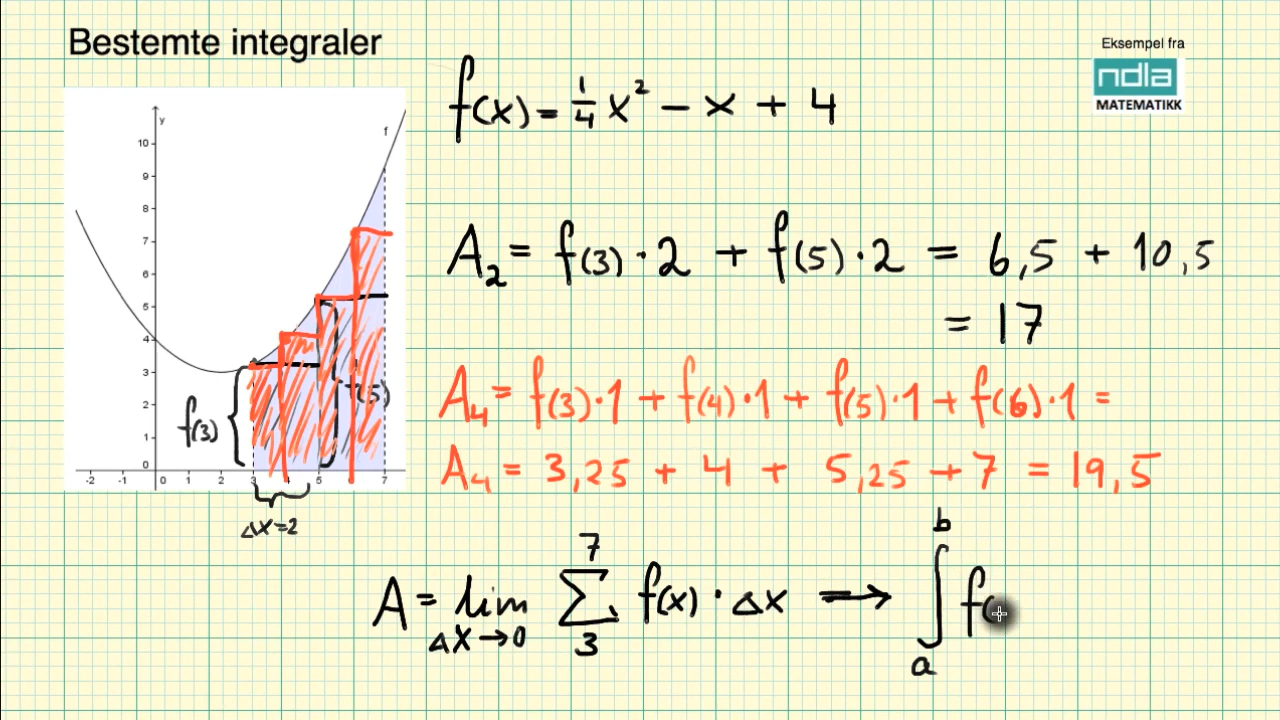 Bestemte integraler
Eksempel fra
ndla
MATEMATIKK
f(x) = 1/4 x² − x + 4
y
f
10
9
8
7
6
5
4
3
2
1
0
-2 -1 0 1 2 3 4 5 7
f(3)
f(5)
Δx=2
A₂ = f(3)·2 + f(5)·2 = 6,5 + 10,5
= 17
A₄ = f(3)·1 + f(4)·1 + f(5)·1 + f(6)·1 =
A₄ = 3,25 + 4 + 5,25 + 7 = 19,5
b
7
A = lim Σ f(x)·Δx → ∫ f(
Δx→0 3
a